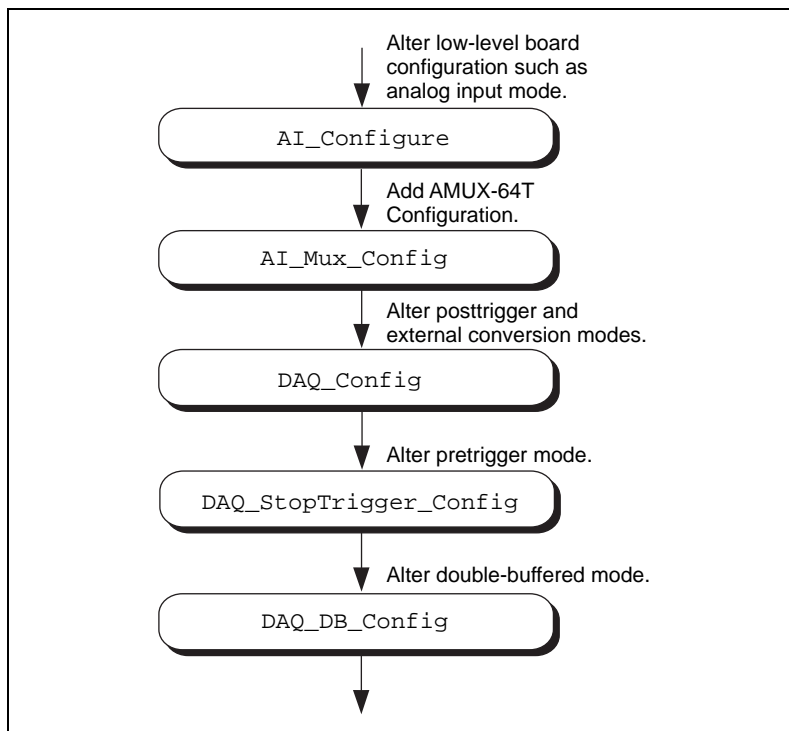 Alter low-level board
configuration such as
analog input mode.
AI_Configure
Add AMUX-64T
Configuration.
AI_Mux_Config
Alter posttrigger and
external conversion modes.
DAQ_Config
Alter pretrigger mode.
DAQ_StopTrigger_Config
Alter double-buffered mode.
DAQ_DB_Config